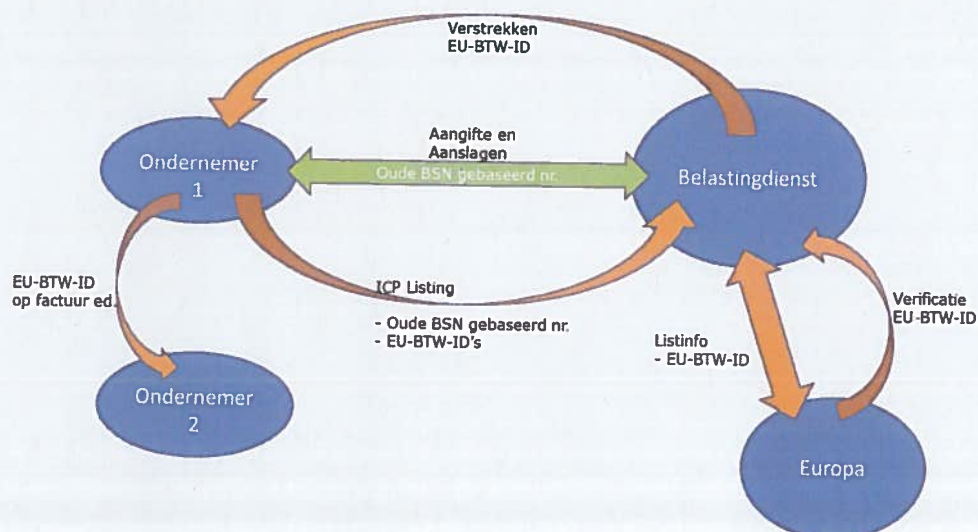 Verstrekken
EU-BTW-ID
Ondernemer
1
Aangifte en
Aanslagen
Oude BSN gebaseerd nr.
Belastingdienst
EU-BTW-ID
op factuur ed.
ICP Listing
- Oude BSN gebaseerd nr.
- EU-BTW-ID's
Listinfo
- EU-BTW-ID
Verificatie
EU-BTW-ID
Ondernemer
2
Europa